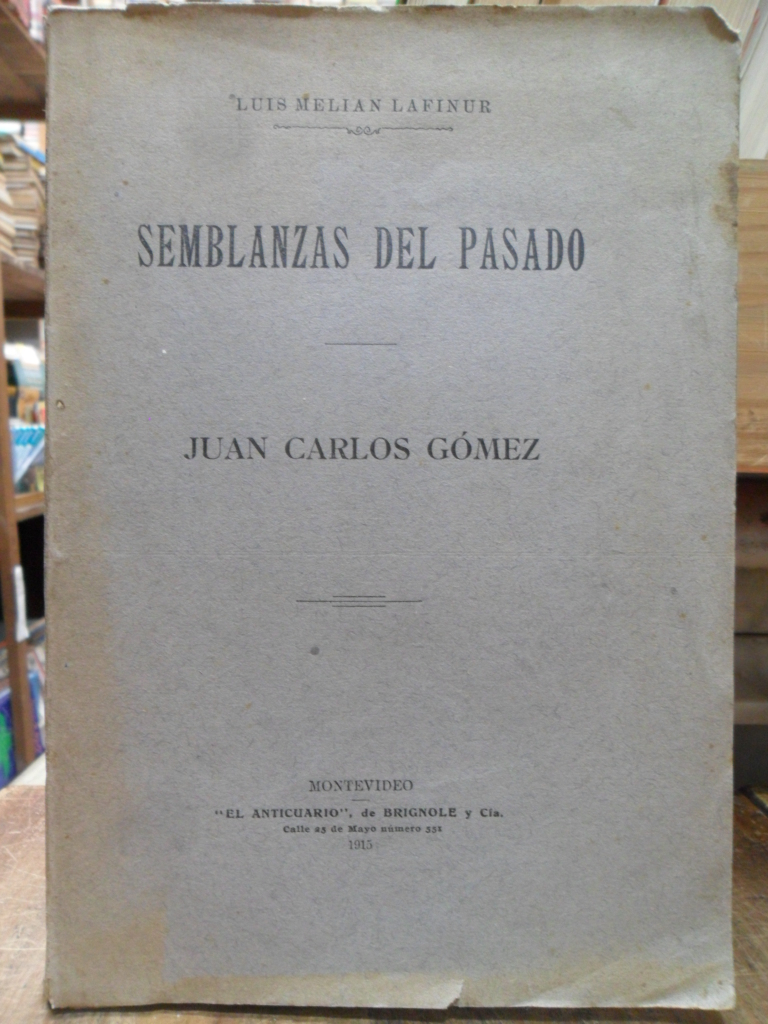 LUIS MELIAN LAFINUR
SEMBLANZAS DEL PASADO
JUAN CARLOS GÓMEZ
MONTEVIDEO
"EL ANTICUARIO", de BRIGNOLE y Cía.
Calle 25 de Mayo número 531
1915